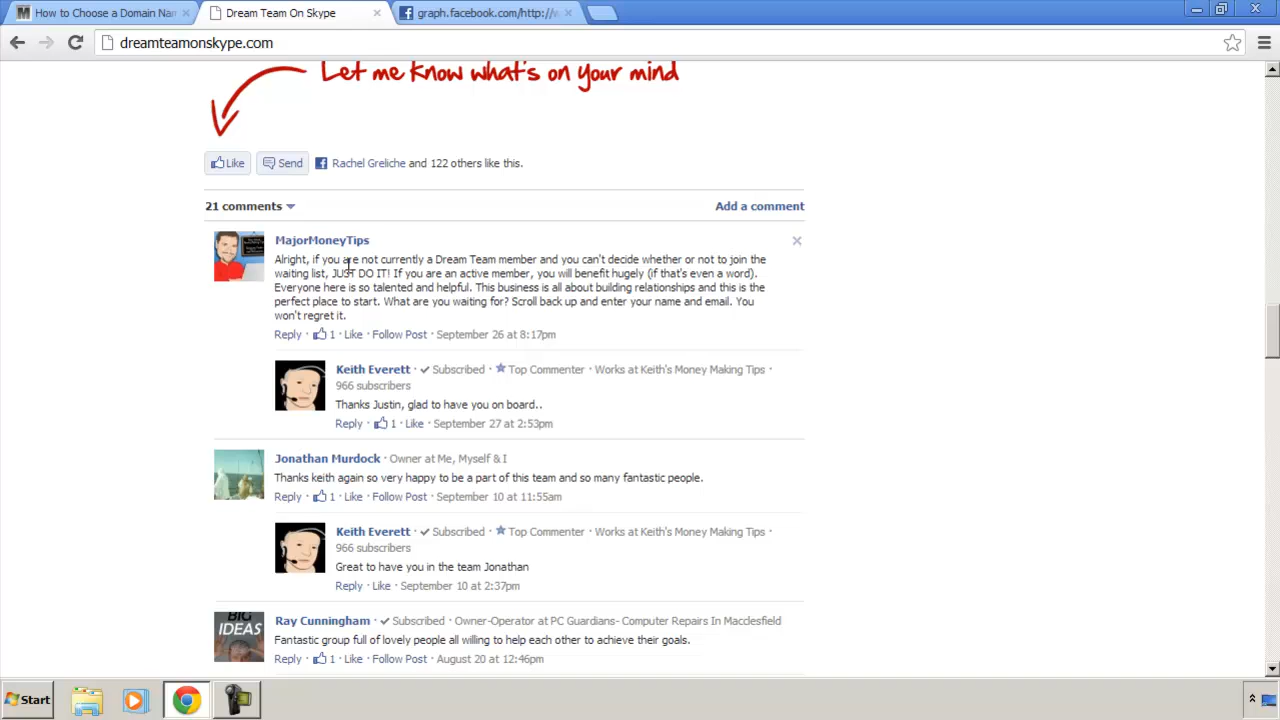 How to Choose a Domain Nam
Dream Team On Skype
graph.facebook.com/http://w
dreamteamonskype.com
Let me know what's on your mind
Like
Send
Rachel Greliche and 122 others like this.
21 comments
Add a comment
MajorMoneyTips
Alright, if you are not currently a Dream Team member and you can't decide whether or not to join the
waiting list, JUST DO IT! If you are an active member, you will benefit hugely (if that's even a word).
Everyone here is so talented and helpful. This business is all about building relationships and this is the
perfect place to start. What are you waiting for? Scroll back up and enter your name and email. You
won't regret it.
Reply · 1 · Like · Follow Post · September 26 at 8:17pm
Keith Everett · Subscribed · Top Commenter · Works at Keith's Money Making Tips ·
966 subscribers
Thanks Justin, glad to have you on board..
Reply · 1 · Like · September 27 at 2:53pm
Jonathan Murdock · Owner at Me, Myself & I
Thanks keith again so very happy to be a part of this team and so many fantastic people.
Reply · 1 · Like · Follow Post · September 10 at 11:55am
Keith Everett · Subscribed · Top Commenter · Works at Keith's Money Making Tips ·
966 subscribers
Great to have you in the team Jonathan
Reply · Like · September 10 at 2:37pm
BIG
IDEAS
Ray Cunningham · Subscribed · Owner-Operator at PC Guardians- Computer Repairs In Macclesfield
Fantastic group full of lovely people all willing to help each other to achieve their goals.
Reply · 1 · Like · Follow Post · August 20 at 12:46pm
Start